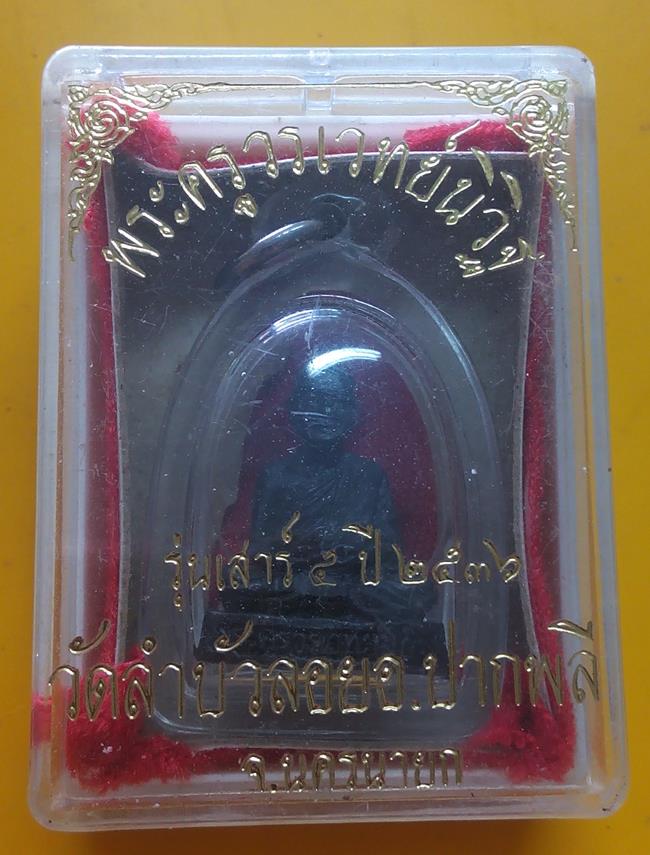 พระครูวรเวทย์นิวิฐ
รุ่นเสาร์ ๕ ปี ๒๕๓๖
วัดลำบัวลอยอ.ปากพลี
จ.นครนายก